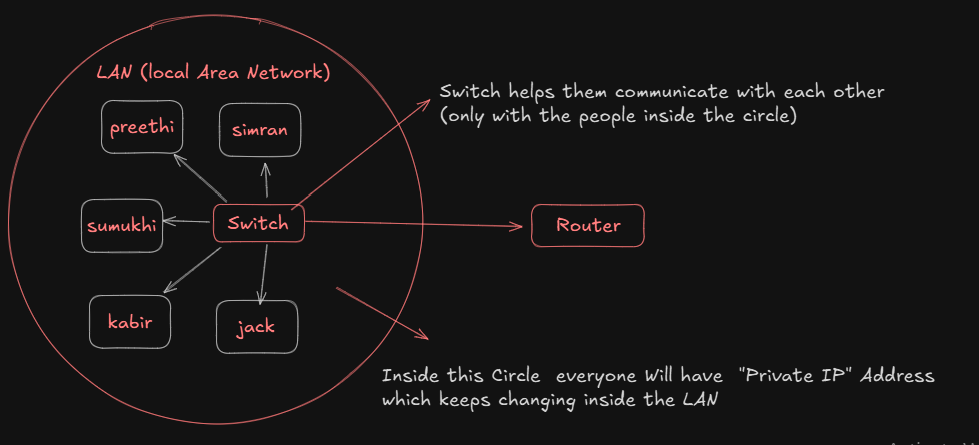 LAN (local Area Network)
Switch helps them communicate with each other
(only with the people inside the circle)
preethi
simran
sumukhi
Switch
Router
kabir
jack
Inside this Circle everyone Will have "Private IP" Address
which keeps changing inside the LAN